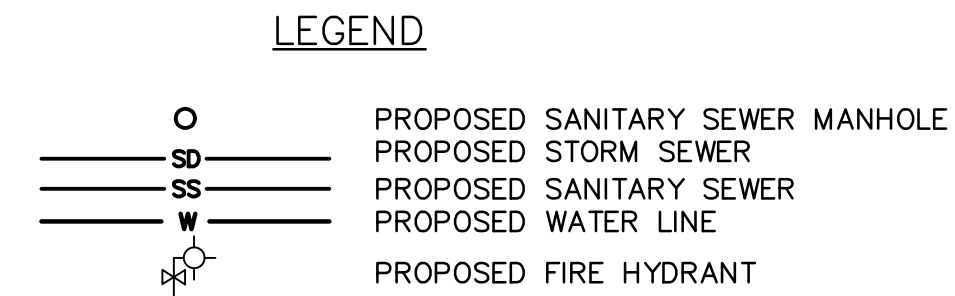 LEGEND
O PROPOSED SANITARY SEWER MANHOLE
SD PROPOSED STORM SEWER
SS PROPOSED SANITARY SEWER
W PROPOSED WATER LINE
PROPOSED FIRE HYDRANT